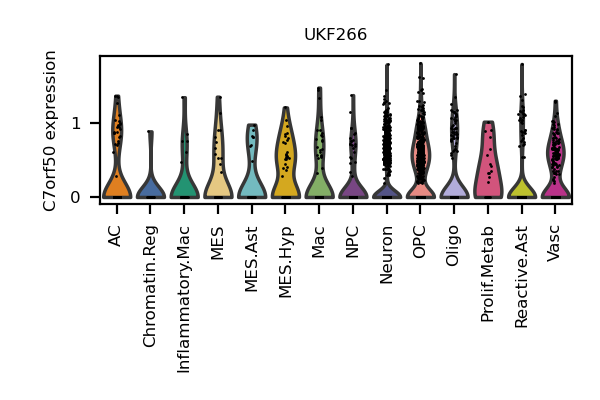 UKF266
C7orf50 expression
1
0
AC
Chromatin.Reg
Inflammatory.Mac
MES
MES.Ast
MES.Hyp
Mac
NPC
Neuron
OPC
Oligo
Prolif.Metab
Reactive.Ast
Vasc